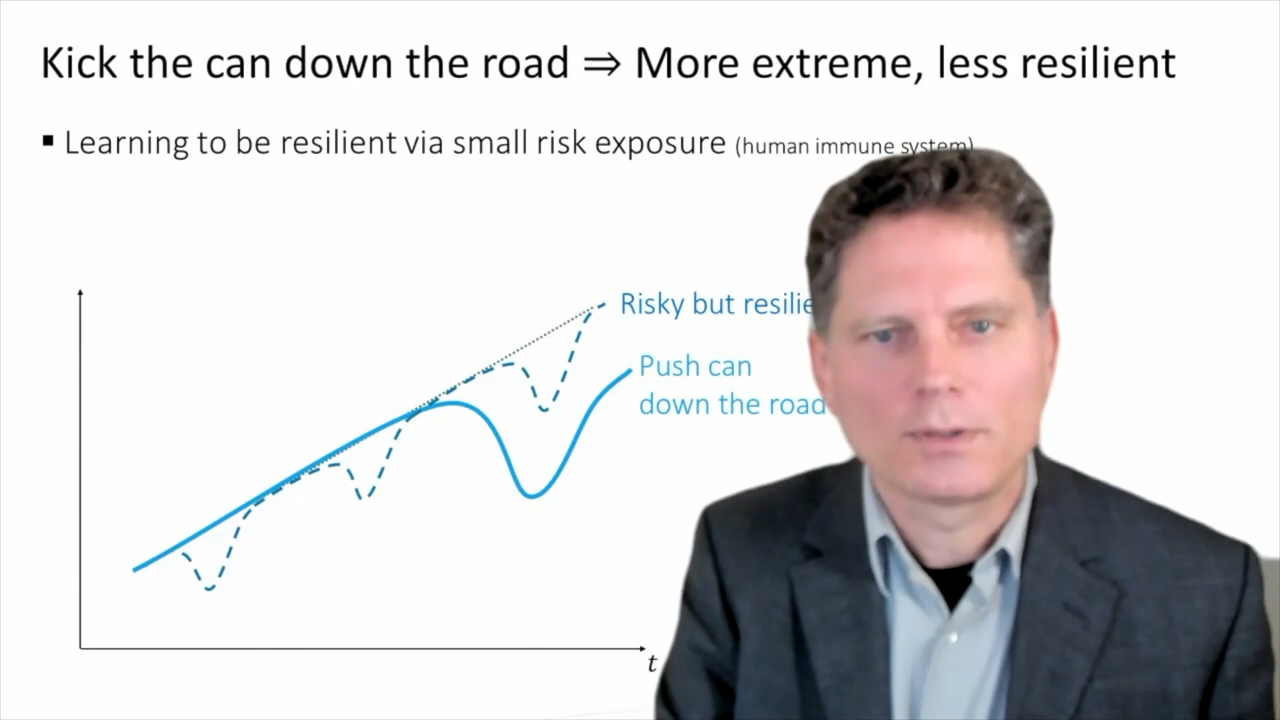 Kick the can down the road ⇒ More extreme, less resilient
▪ Learning to be resilient via small risk exposure (human immune system)
Risky but
Push can
down the road
t